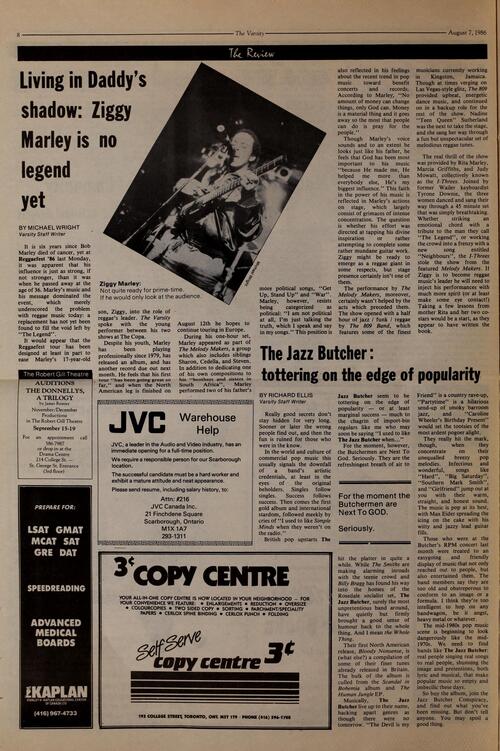 8
The Varsity
August 7, 1986
The Review
Living in Daddy's
shadow: Ziggy
Marley is no
legend
yet
BY MICHAEL WRIGHT
Varsity Staff Writer
It is six years since Bob
Marley died of cancer, yet at
Reggaefest '86 last Monday,
it was apparent that his
influence is just as strong, if
not stronger, than it was
when he passed away at the
age of 36. Marley's music and
his message dominated the
event, which merely
underscored the problem
with reggae music today: a
replacement has not yet been
found to fill the void left by
"The Legend".
It would appear that the
Reggaefest tour has been
designed at least in part to
make Marley's 17-year-old
Ziggy Marley:
Not quite ready for prime-time.
If he would only look at the audience.
son, Ziggy, into the role of
reggae's leader. The Varsity
spoke with the young
performer between his two
shows at The Copa.
Despite his youth, Marley
has been performing
professionally since 1979, has
released an album, and has
another record due out next
month. He feels that his first
tour "has been going great so
far," and when the North
American leg is finished on
August 12th he hopes to
continue touring in Europe.
During his one-hour set,
Marley appeared as part of
The Melody Makers, a group
which also includes siblings
Sharon, Cedella, and Steven.
In addition to dedicating one
of his own compositions to
his "brothers and sisters in
South Africa", Marley
performed two of his father's
more political songs, "Get
Up, Stand Up" and "War".
Marley, however, resists
being categorized as
political: "I am not political
at all, I'm just talking the
truth, which I speak and say
in my songs." This position is
also reflected in his feelings
about the recent trend in pop
music toward benefit
concerts and records.
According to Marley, "No
amount of money can change
things, only God can. Money
is a material thing and it goes
away so the most that people
can do is pray for the
people."
Though Marley's voice
sounds and to an extent he
looks just like his father, he
feels that God has been most
important to his music
"because He made me, He
helped me more than
everybody else, He's my
biggest influence." This faith
in the power of his music is
reflected in Marley's actions
on stage, which largely
consist of grimaces of intense
concentration. The question
is whether his effort was
directed at tapping his divine
inspiration or rather
attempting to complete some
rather mundane guitar work.
Ziggy might be ready to
emerge as a reggae giant in
some respects, but stage
presence certainly isn't one of
them.
The performance by The
Melody Makers, moreover,
certainly wasn't helped by the
acts which preceded them.
The show opened with a half
hour of jazz / funk / reggae
by The 809 Band, which
features some of the finest
musicians currently working
in Kingston, Jamaica.
Though at times verging on
Las Vegas-style glitz, The 809
provided upbeat, energetic
dance music, and continued
on in a backup role for the
rest of the show. Nadine
"Teen Queen" Sutherland
was the next to take the stage,
and she sang her way through
a fun but unspectacular set of
melodious reggae tunes.
The real thrill of the show
was provided by Rita Marley,
Marcia Griffiths, and Judy
Mowatt, collectively known
as the I-Threes. Joined by
former Wailer keyboardist
Tyrone Downie, the three
women danced and sang their
way through a 45 minute set
that was simply breathtaking.
Whether striking an
emotional chord with a
tribute to the man they call
"The Legend", or working
the crowd into a frenzy with a
new song entitled
"Neighbours", the I-Threes
stole the show from the
featured Melody Makers. If
Ziggy is to become reggae
music's leader he will need to
inject his performances with
much more spirit (or at least
make some eye contact!)
Taking a few lessons from
mother Rita and her two co-
stars would be a start, as they
appear to have written the
book.
The Jazz Butcher:
tottering on the edge of popularity
BY RICHARD ELLIS
Varsity Staff Writer
Really good secrets don't
stay hidden for very long.
Sooner or later the wrong
people find out, and then the
fun is ruined for those who
were in the know.
In the world and culture of
commercial pop music this
usually signals the downfall
of a band's artistic
credentials, at least in the
eyes of the original
beholders. Singles follow
singles. Success follows
success. Then comes the first
gold album and international
stardom, followed meekly by
cries of "I used to like Simple
Minds when they weren't on
the radio."
British pop upstarts The
Jazz Butcher seem to be
tottering on the edge of
popularity — or at least
marginal success — much to
the chagrin of import-bin
regulars like me who may
soon be saying "I used to like
The Jazz Butcher when..."
For the moment, however,
the Butchermen are Next To
God. Seriously. They are the
refreshingest breath of air to
For the moment the
Butchermen are
Next To GOD.
Seriously.
hit the platter in quite a
while. While The Smiths are
making alarming inroads
with the teenie crowd and
Billy Bragg has found his way
into the homes of the
Rosedale socialist set, The
Jazz Butcher, surely the most
unpretentious band around,
have quietly but firmly
brought a good sense of
humour back to the whole
thing. And I mean the Whole
Thing.
Their first North American
release, Bloody Nonsense, is
(what else?) a compilation of
some of their finer tunes
already released in Britain.
The bulk of the album is
culled from the Scandal in
Bohemia album and The
Human Jungle EP.
Musically, The Jazz
Butcher live up to their name,
hacking apart genres as
though there were no
tomorrow. "The Devil is my
Friend" is a country rave-up,
"Partytime" is a hilarious
send-up of smoky barroom
jazz, and "Caroline
Wheeler's Birthday Present"
would set the toenails of the
most ardent popster alight.
They really hit the mark,
though, when they
concentrate on their
unequalled breezy pop
melodies. Infectious and
wonderful, songs like
"Hard", "Big Saturday",
"Southern Mark Smith",
and "Girlfriend" jump out at
you with their warm,
straight, and honest sound.
The music is pop at its best,
with Max Eider spreading the
icing on the cake with his
witty and jazzy lead guitar
fills.
Those who were at the
Butcher's RPM concert last
month were treated to an
easygoing and friendly
display of music that not only
reached out to people, but
also entertained them. The
band members say they are
too old and obstreperous to
conform to an image or a
formula. I think they're too
intelligent to hop on any
bandwagon, be it angst,
heavy metal or whatever.
The mid-1980s pop music
scene is beginning to look
dangerously like the mid-
1970s. We need to find
bands like The Jazz Butcher:
real people singing real songs
to real people, shunning the
image and pretentions, both
lyric and musical, that make
popular music so empty and
imbecile these days.
So buy the album, join the
Jazz Butcher Conspiracy,
and find out what you've
been missing. But don't tell
anyone. You may spoil a
good thing.
The Robert Gill Theatre
AUDITIONS
THE DONNELLYS,
A TRILOGY
by James Reaney
November/December
Productions
in The Robert Gill Theatre
September 15-19
For an appointment call
586-7987
or drop in at the
Drama Centre
214 College St. —
St. George St. Entrance
(3rd floor)
PREPARE FOR:
LSAT GMAT
MCAT SAT
GRE DAT
SPEEDREADING
ADVANCED
MEDICAL
BOARDS
KAPLAN
(416) 967-4733
JVC
Warehouse
Help
JVC, a leader in the Audio and Video industry, has an
immediate opening for a full-time position.
We require a responsible person for our Scarborough
location.
The successful candidate must be a hard worker and
exhibit a mature attitude and neat appearance.
Please send resume, including salary history, to:
Attn: #216
JVC Canada Inc.
21 Finchdene Square
Scarborough, Ontario
M1X 1A7
293-1311
3¢ COPY CENTRE
YOUR ALL-IN-ONE COPY CENTRE IS NOW LOCATED IN YOUR NEIGHBORHOOD — FOR
YOUR CONVENIENCE WE FEATURE • ENLARGEMENTS • REDUCTION • OVERSIZE
• COLOURCOPIES • TWO SIDED COPY • SORTING • PARCHMENT/SPECIALTY
PAPERS • CERLOX SPINE BINDING • CERLOX PUNCH • FOLDING
Self Serve
copy centre 3¢
193 COLLEGE STREET, TORONTO, ONT. M5T 1T9 · PHONE (416) 596-1708